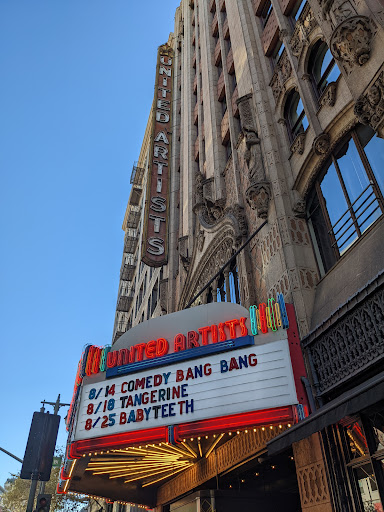 UNITED ARTISTS
UNITED ARTISTS
8/14 COMEDY BANG BANG
8/18 TANGERINE
8/25 BABYTEETH